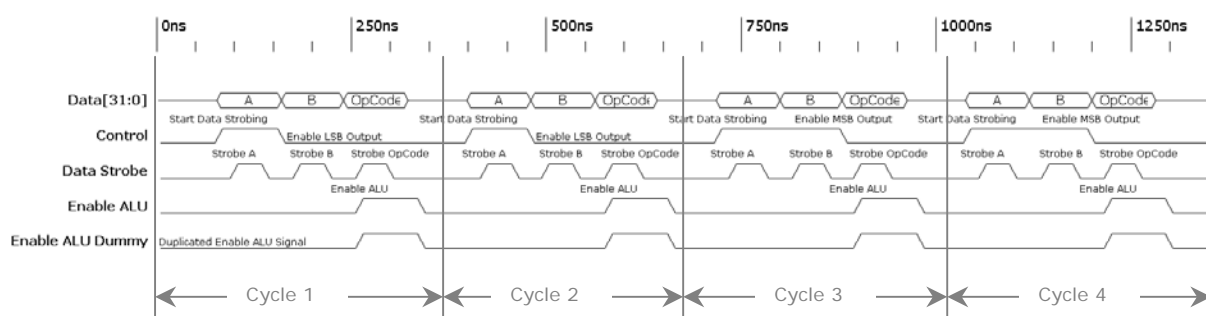 0ns 250ns 500ns 750ns 1000ns 1250ns
Data[31:0] A B OpCode A B OpCode A B OpCode A B OpCode
Start Data Strobing Start Data Strobing Start Data Strobing Enable MSB Output Start Data Strobing Enable MSB Output
Control Enable LSB Output Enable LSB Output
Strobe A Strobe B Strobe OpCode Strobe A Strobe B Strobe OpCode Strobe A Strobe B Strobe OpCode Strobe A Strobe B Strobe OpCode
Data Strobe
Enable ALU Enable ALU Enable ALU Enable ALU
Enable ALU
Enable ALU Dummy Duplicated Enable ALU Signal
Cycle 1 Cycle 2 Cycle 3 Cycle 4